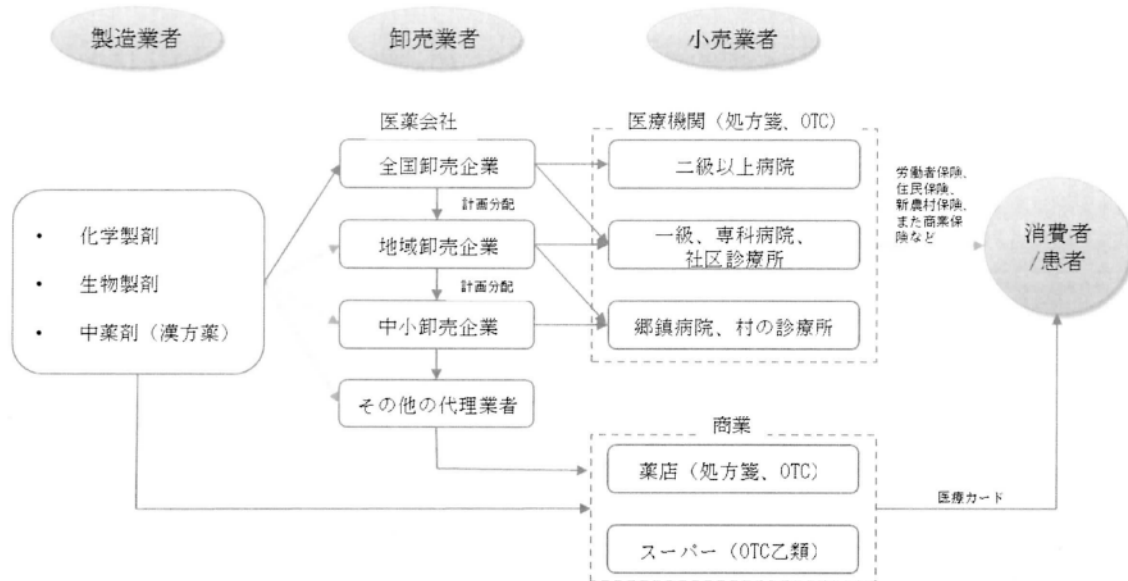 製造業者
卸売業者
小売業者
医薬会社
医療機関（処方箋、OTC）
全国卸売企業
二級以上病院
労働者保険、
住民保険、
新農村保険、
また商業保
険など
計画分配
・ 化学製剤
・ 生物製剤
・ 中薬剤（漢方薬）
地域卸売企業
一級、専科病院、
社区診療所
消費者
/患者
計画分配
中小卸売企業
郷鎮病院、村の診療所
その他の代理業者
商業
薬店（処方箋、OTC）
医療カード
スーパー（OTC乙類）